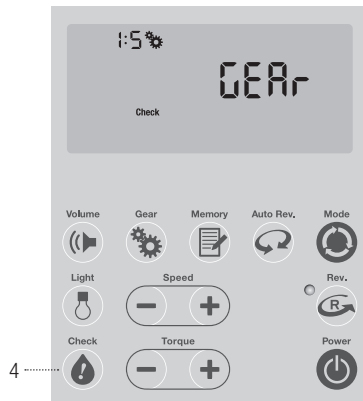 1:5
GEAr
Check
Volume Gear Memory Auto Rev. Mode
Light Speed Rev.
R
Check Torque Power
4